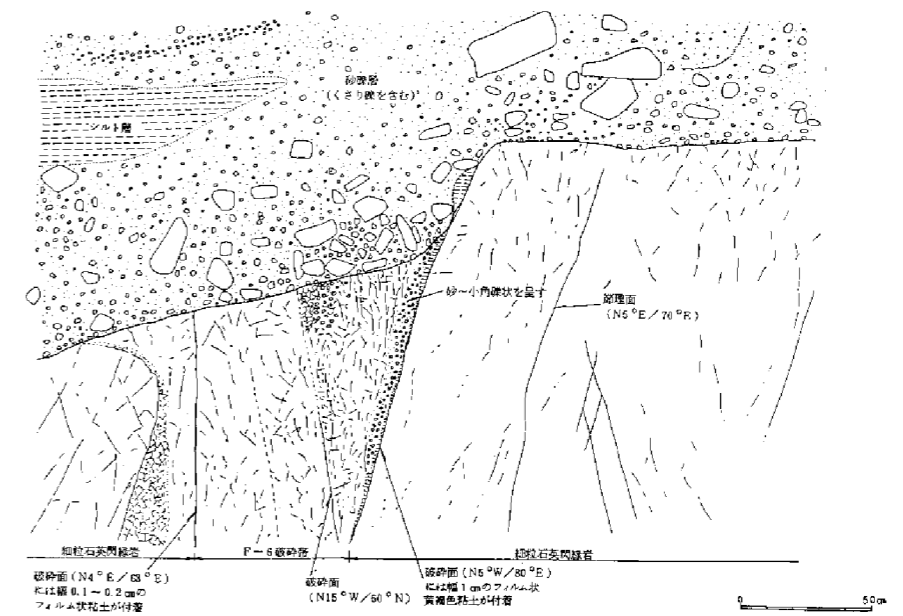 砂礫層
(くさり礫を含む)
シルト層
砂~小角礫状を呈す
節理面
(N5°E/70°E)
細粒石英閃緑岩
F-6破砕帯
細粒石英閃緑岩
破砕面(N4°E/63°E)
には幅0.1~0.2cmの
フィルム状粘土が付着
破砕面
(N15°W/60°N)
破砕面(N5°W/80°E)
には幅1cmのフィルム状
黄褐色粘土が付着
0 50cm